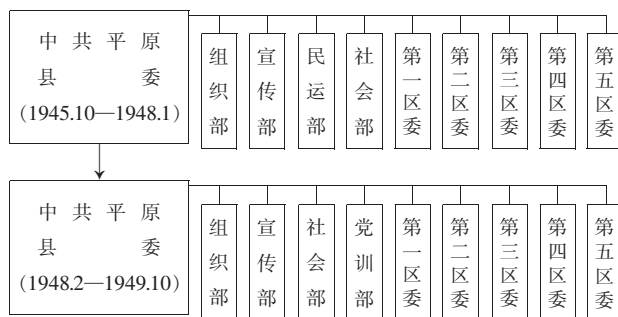 中共平原
县委
(1945.10—1948.1)
组织部
宣传部
民运部
社会部
第一区委
第二区委
第三区委
第四区委
第五区委
中共平原
县委
(1948.2—1949.10)
组织部
宣传部
社会部
党训部
第一区委
第二区委
第三区委
第四区委
第五区委